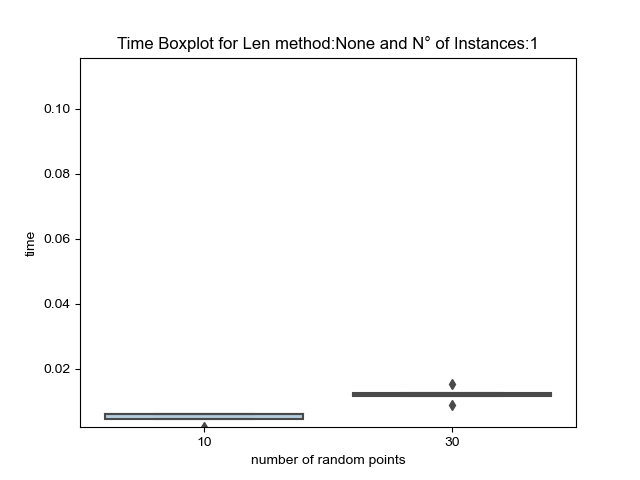 Time Boxplot for Len method:None and N° of Instances:1
0.10
0.08
0.06
0.04
0.02
time
10 30
number of random points